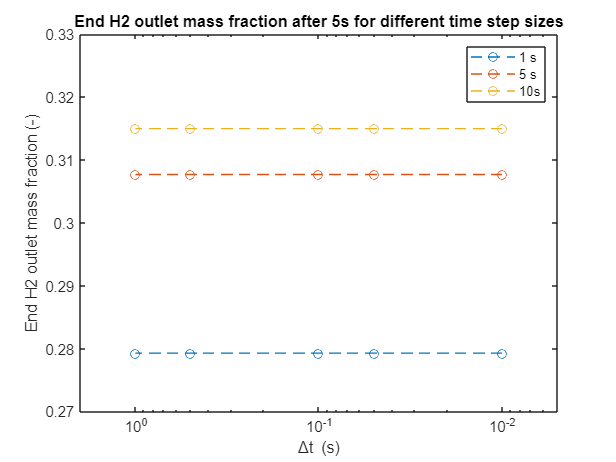 End H2 outlet mass fraction after 5s for different time step sizes
0.33
0.32
0.31
0.3
0.29
0.28
0.27
End H2 outlet mass fraction (-)
1 s
5 s
10s
10^0
10^-1
10^-2
Δt (s)